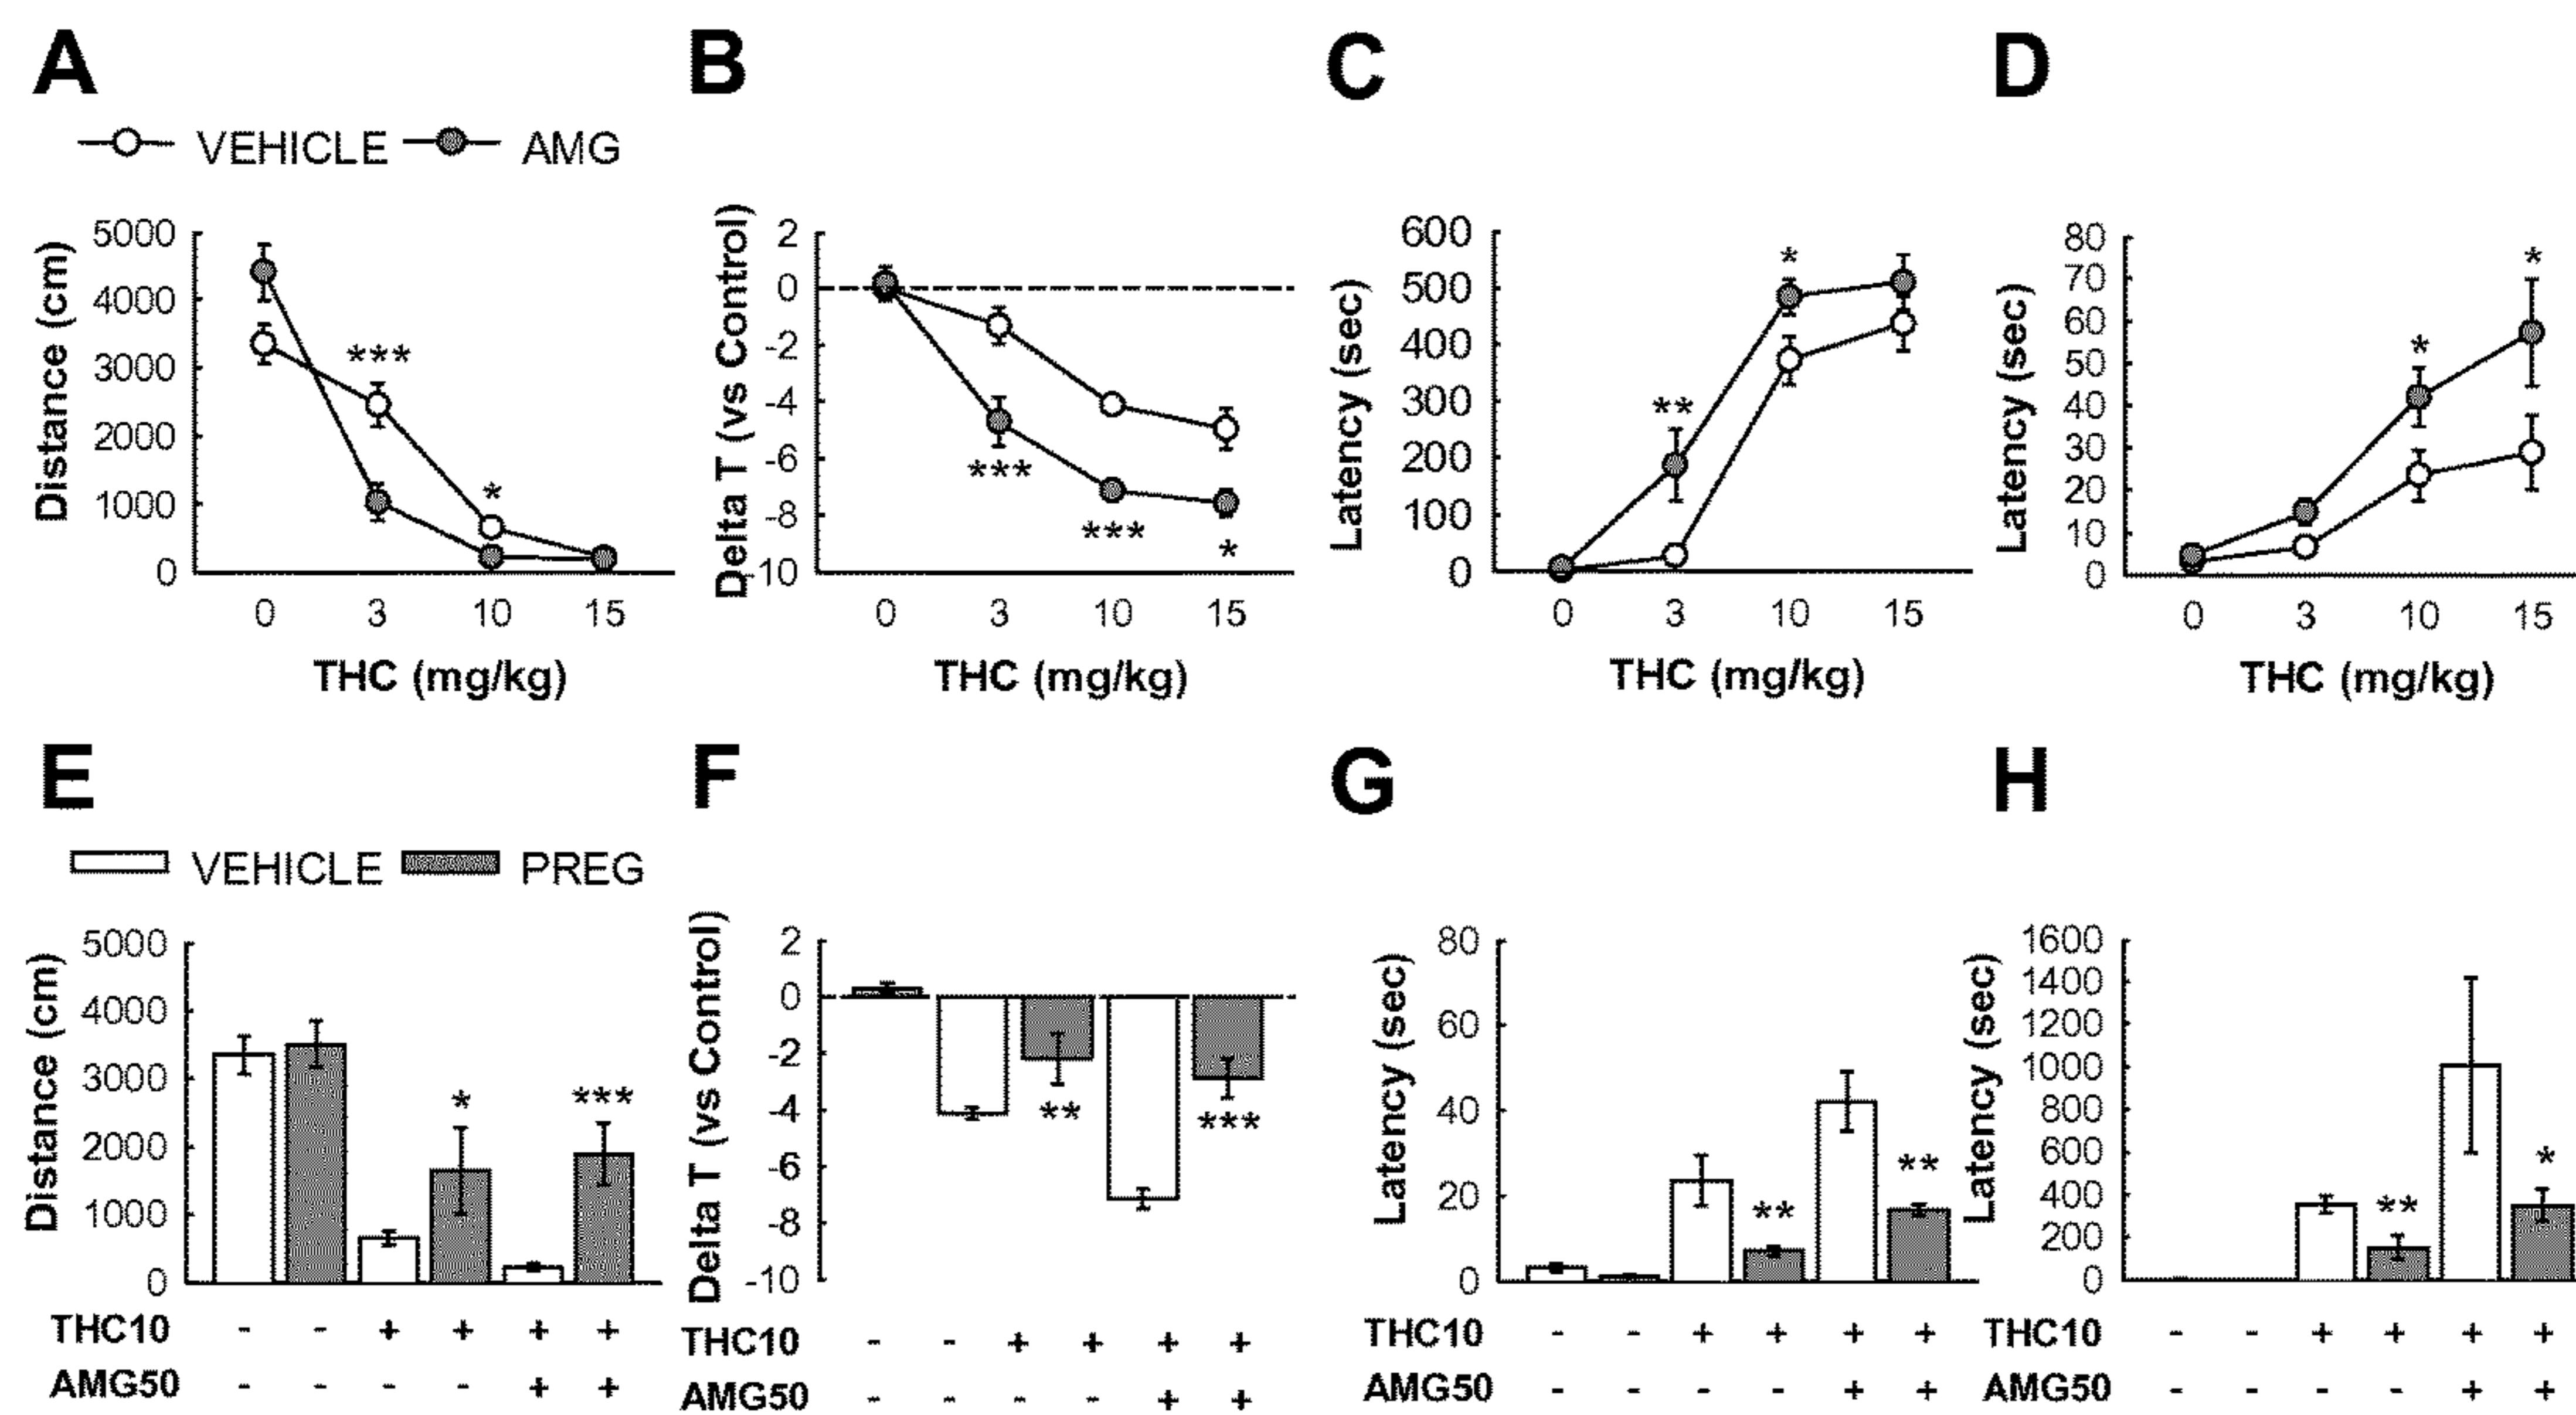 A B C D
VEHICLE AMG
Distance (cm)
5000
4000
3000
2000
1000
0
***
*
0 3 10 15
THC (mg/kg)
Delta T (vs Control)
2
0
-2
-4
-6
-8
-10
***
***
*
0 3 10 15
THC (mg/kg)
Latency (sec)
600
500
400
300
200
100
0
**
*
0 3 10 15
THC (mg/kg)
Latency (sec)
80
70
60
50
40
30
20
10
0
*
*
0 3 10 15
THC (mg/kg)
E F G H
VEHICLE PREG
Distance (cm)
5000
4000
3000
2000
1000
0
* ***
THC10 - - + + + +
AMG50 - - - - + +
Delta T (vs Control)
2
0
-2
-4
-6
-8
-10
** ***
THC10 - - + + + +
AMG50 - - - - + +
Latency (sec)
80
60
40
20
0
** **
THC10 - - + + + +
AMG50 - - - - + +
Latency (sec)
1600
1400
1200
1000
800
600
400
200
0
** *
THC10 - - + + + +
AMG50 - - - - + +